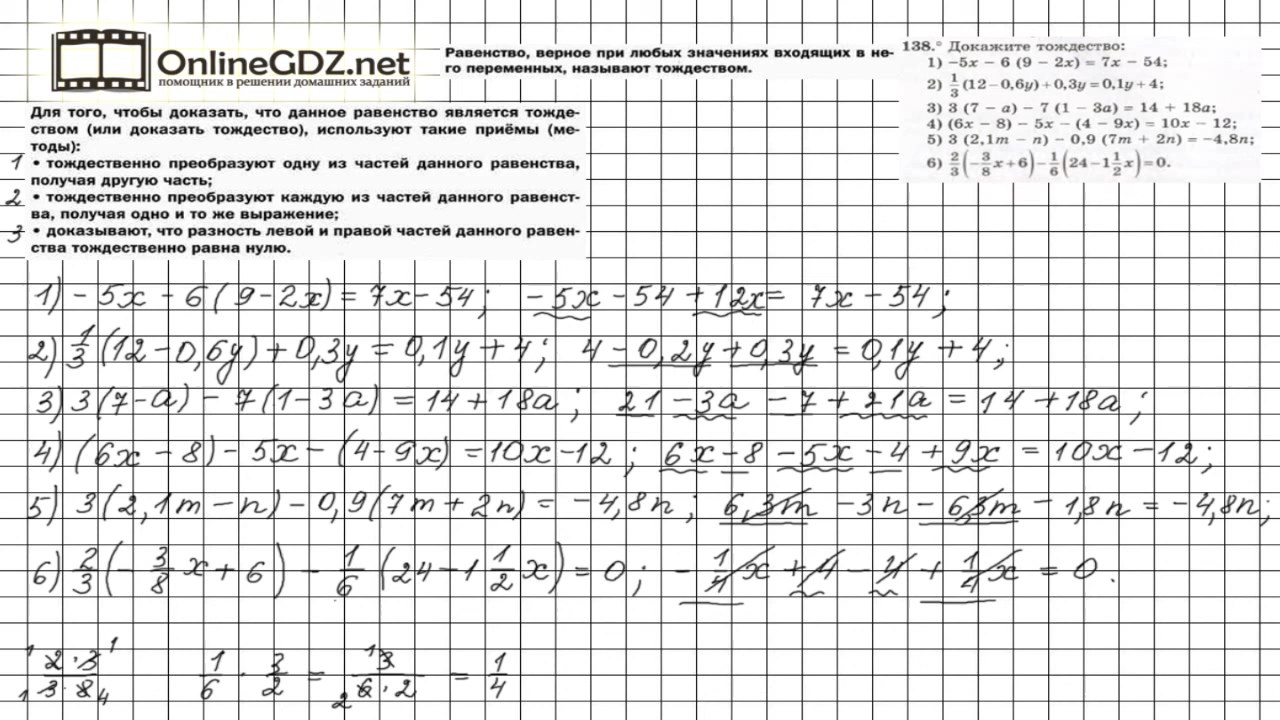 OnlineGDZ.net
помощник в решении домашних заданий
Равенство, верное при любых значениях входящих в не-
го переменных, называют тождеством.
138.° Докажите тождество:
1) −5x − 6 (9 − 2x) = 7x − 54;
2) 1/3 (12−0,6y)+0,3y=0,1y+4;
3) 3 (7 − a) − 7 (1 − 3a) = 14 + 18a;
4) (6x − 8) − 5x − (4 − 9x) = 10x − 12;
5) 3 (2,1m − n) − 0,9 (7m + 2n) = −4,8n;
6) 2/3(−3/8x+6)−1/6(24−1 1/2x)=0.
Для того, чтобы доказать, что данное равенство является тожде-
ством (или доказать тождество), используют такие приёмы (ме-
тоды):
1 • тождественно преобразуют одну из частей данного равенства,
получая другую часть;
2 • тождественно преобразуют каждую из частей данного равенст-
ва, получая одно и то же выражение;
3 • доказывают, что разность левой и правой частей данного равен-
ства тождественно равна нулю.
1) − 5x − 6 ( 9 − 2x) = 7x − 54 ; − 5x − 54 + 12x = 7x − 54 ;
2) 1/3 (12 − 0,6y) + 0,3y = 0,1y + 4 ; 4 − 0,2y + 0,3y = 0,1y + 4 ;
3) 3(7−a) − 7(1−3a) = 14 + 18a ; 21 − 3a − 7 + 21a = 14 + 18a ;
4) (6x − 8) − 5x − (4 − 9x) = 10x − 12 ; 6x − 8 − 5x − 4 + 9x = 10x − 12 ;
5) 3(2,1m − n) − 0,9(7m + 2n) = − 4,8n ; 6,3m − 3n − 6,3m − 1,8n = − 4,8n ;
6) 2/3 (− 3/8 x + 6) − 1/6 (24 − 1 1/2 x) = 0 ; − 1/4 x + 4 − 4 + 1/4 x = 0 .
1 2 · 3 1 / 1 3 · 8 4 1/6 · 3/2 = 1 3 / 2 6 · 2 = 1/4